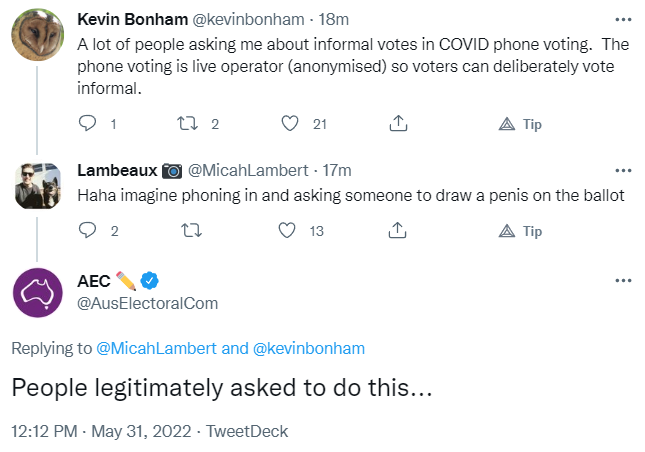 Kevin Bonham @kevinbonham · 18m
A lot of people asking me about informal votes in COVID phone voting. The
phone voting is live operator (anonymised) so voters can deliberately vote
informal.
1 2 21 Tip
Lambeaux 📷 @MicahLambert · 17m
Haha imagine phoning in and asking someone to draw a penis on the ballot
2 13 Tip
AEC ✏️
@AusElectoralCom
Replying to @MicahLambert and @kevinbonham
People legitimately asked to do this...
12:12 PM · May 31, 2022 · TweetDeck